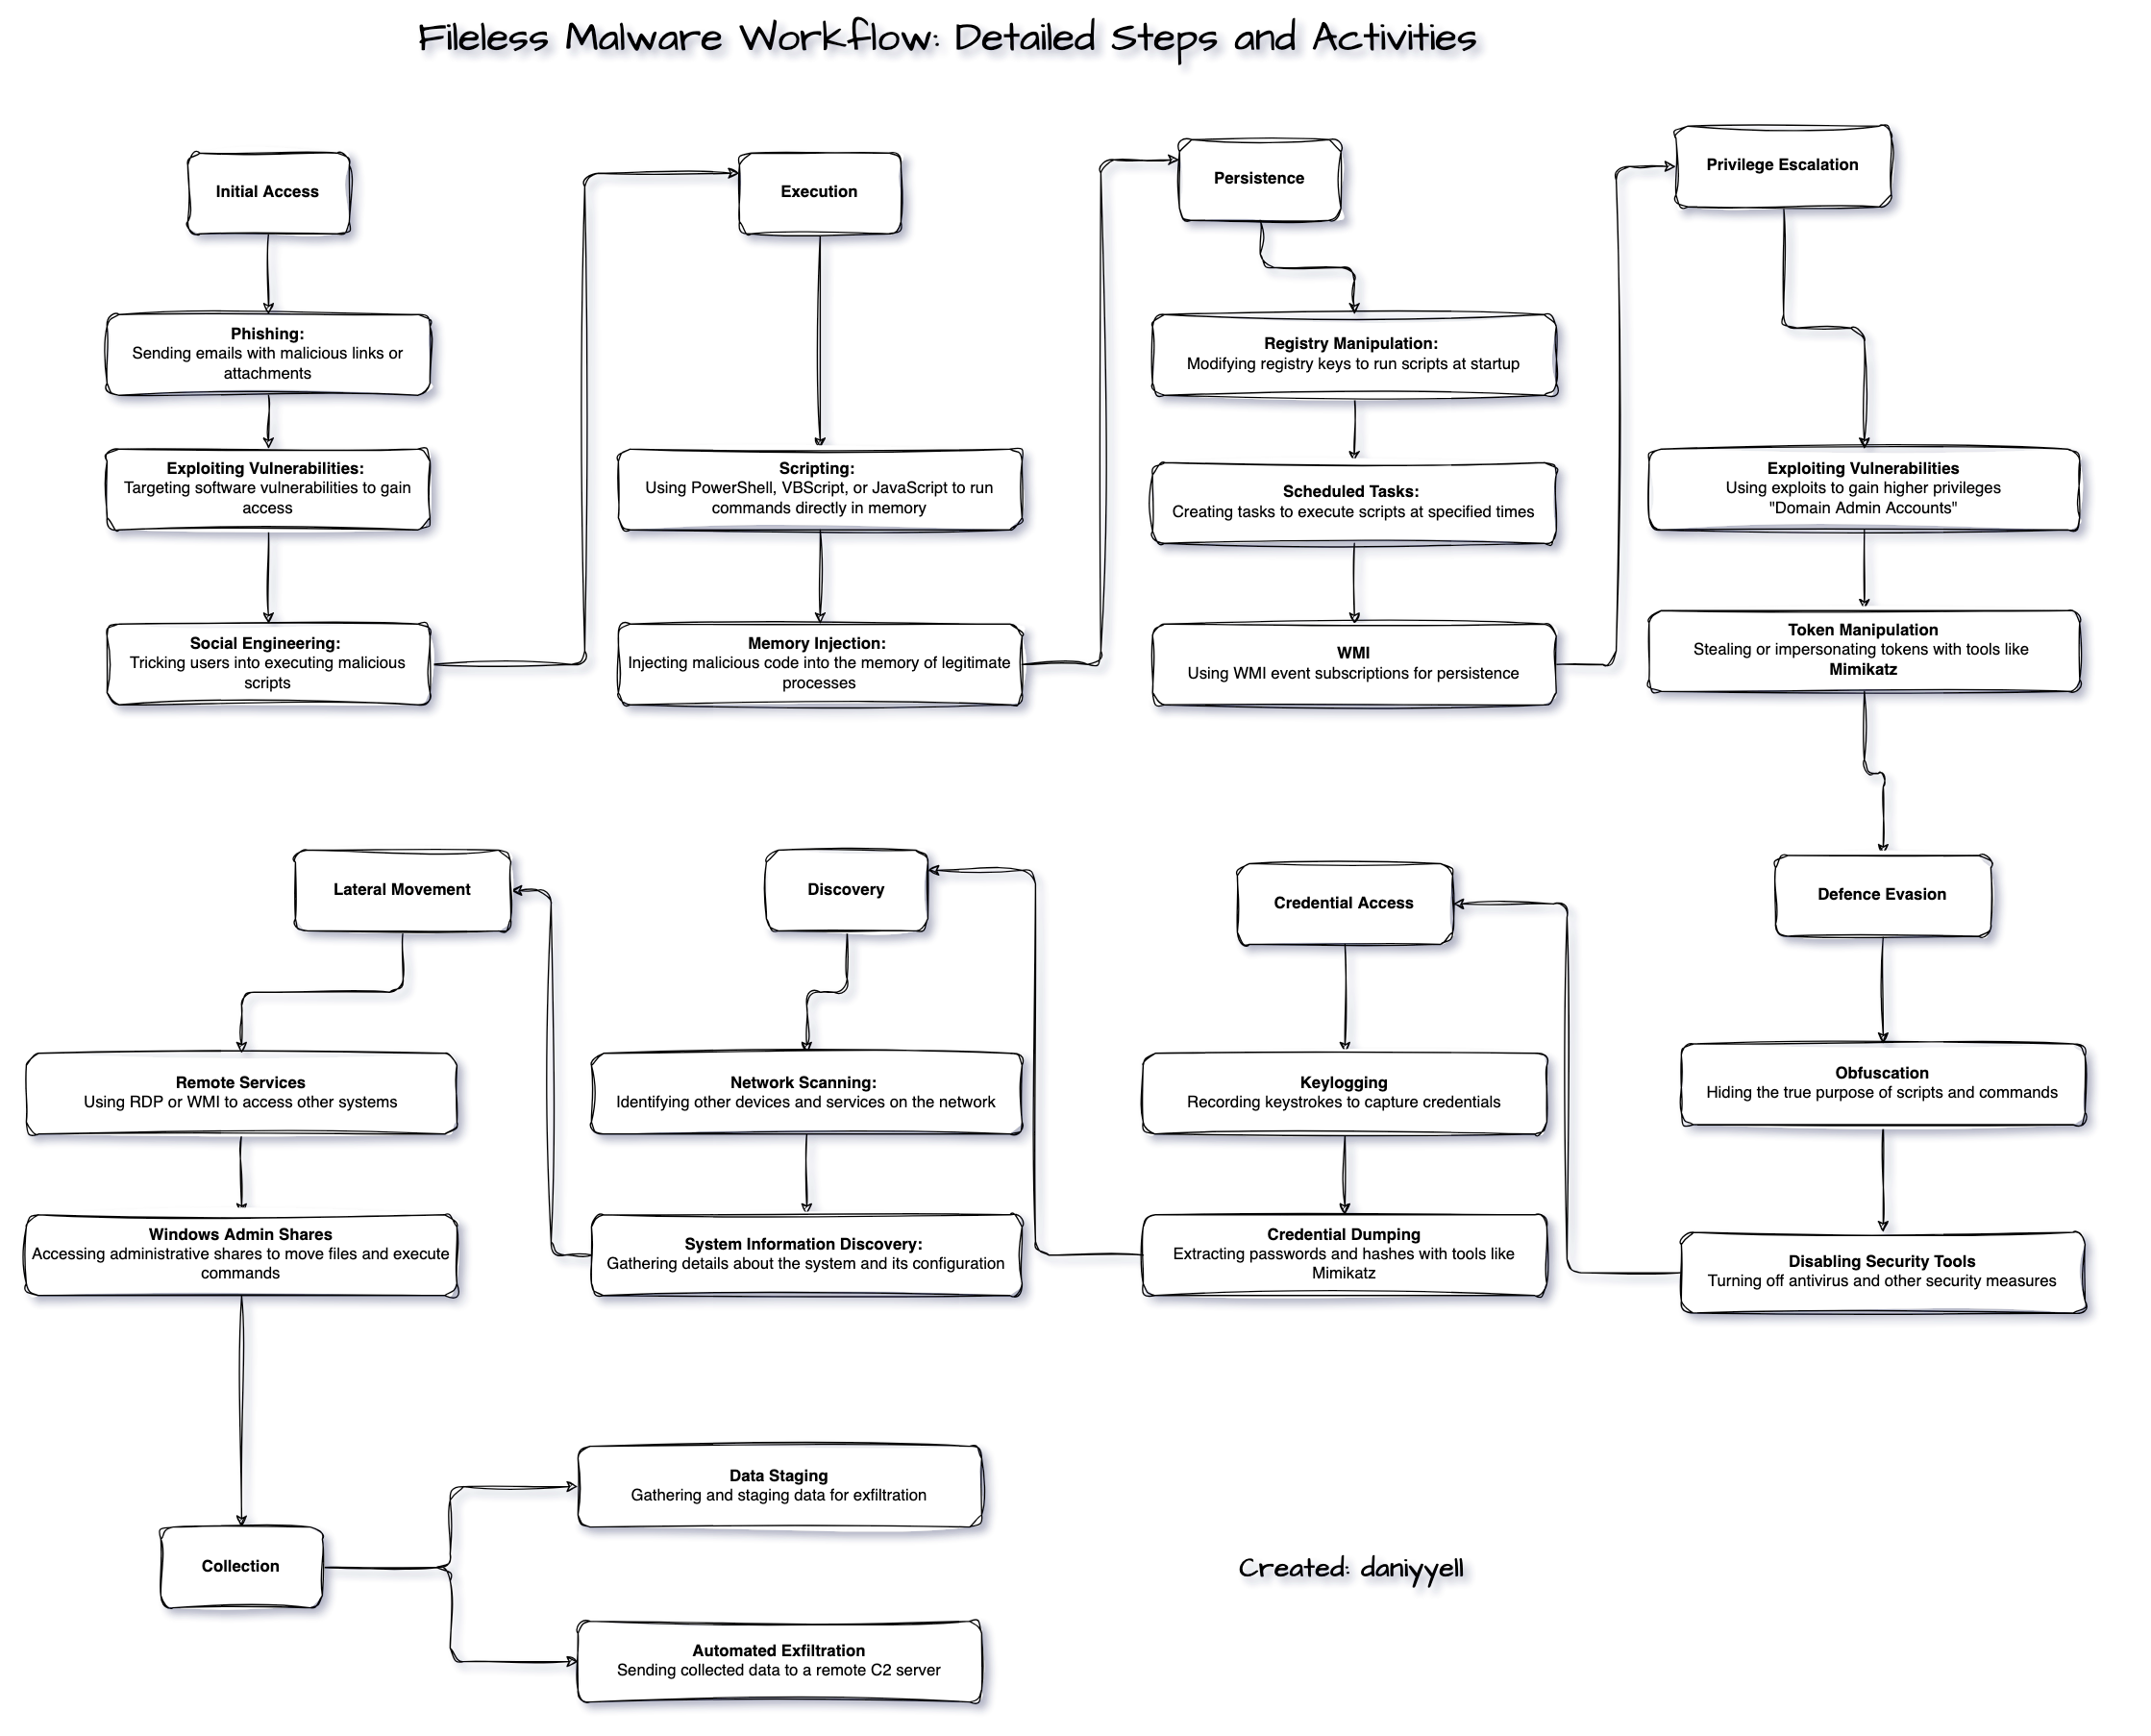 Fileless Malware Workflow: Detailed Steps and Activities
Initial Access
Phishing:
Sending emails with malicious links or
attachments
Exploiting Vulnerabilities:
Targeting software vulnerabilities to gain
access
Social Engineering:
Tricking users into executing malicious
scripts
Execution
Scripting:
Using PowerShell, VBScript, or JavaScript to run
commands directly in memory
Memory Injection:
Injecting malicious code into the memory of legitimate
processes
Persistence
Registry Manipulation:
Modifying registry keys to run scripts at startup
Scheduled Tasks:
Creating tasks to execute scripts at specified times
WMI
Using WMI event subscriptions for persistence
Privilege Escalation
Exploiting Vulnerabilities
Using exploits to gain higher privileges
"Domain Admin Accounts"
Token Manipulation
Stealing or impersonating tokens with tools like
Mimikatz
Defence Evasion
Obfuscation
Hiding the true purpose of scripts and commands
Disabling Security Tools
Turning off antivirus and other security measures
Credential Access
Keylogging
Recording keystrokes to capture credentials
Credential Dumping
Extracting passwords and hashes with tools like
Mimikatz
Discovery
Network Scanning:
Identifying other devices and services on the network
System Information Discovery:
Gathering details about the system and its configuration
Lateral Movement
Remote Services
Using RDP or WMI to access other systems
Windows Admin Shares
Accessing administrative shares to move files and execute
commands
Collection
Data Staging
Gathering and staging data for exfiltration
Automated Exfiltration
Sending collected data to a remote C2 server
Created: daniyyell